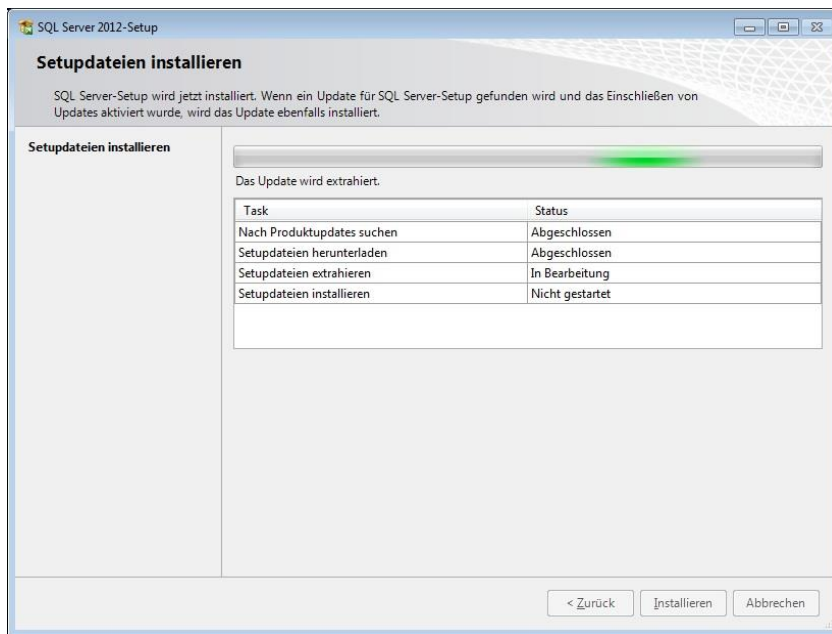 SQL Server 2012-Setup
Setupdateien installieren
SQL Server-Setup wird jetzt installiert. Wenn ein Update für SQL Server-Setup gefunden wird und das Einschließen von
Updates aktiviert wurde, wird das Update ebenfalls installiert.
Setupdateien installieren
Das Update wird extrahiert.
Task Status
Nach Produktupdates suchen Abgeschlossen
Setupdateien herunterladen Abgeschlossen
Setupdateien extrahieren In Bearbeitung
Setupdateien installieren Nicht gestartet
< Zurück Installieren Abbrechen